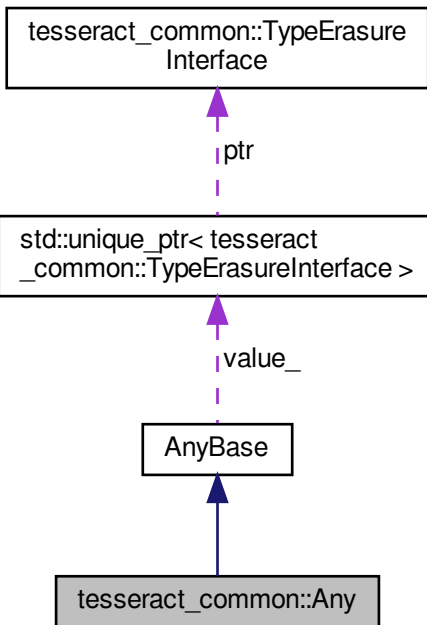 tesseract_common::TypeErasure
Interface
ptr
std::unique_ptr< tesseract
_common::TypeErasureInterface >
value_
AnyBase
tesseract_common::Any